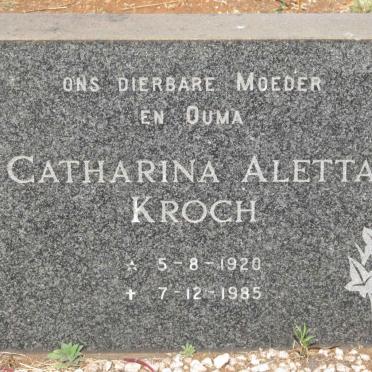 ONS DIERBARE MOEDER
EN OUMA
CATHARINA ALETTA
KROCH
☆ 5-8-1920
✝ 7-12-1985